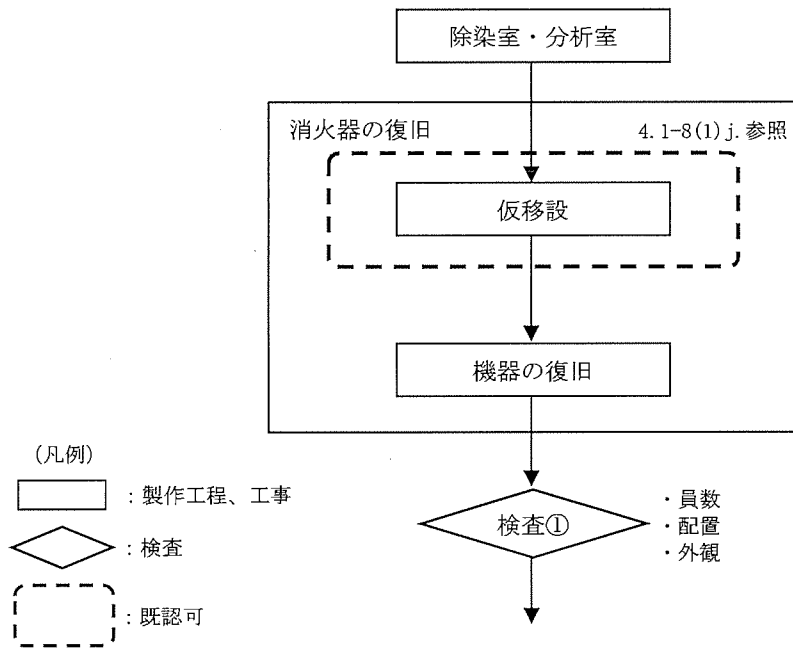 除染室・分析室
消火器の復旧
4.1-8(1)j.参照
仮移設
機器の復旧
検査①
・員数
・配置
・外観
(凡例)
：製作工程、工事
：検査
：既認可